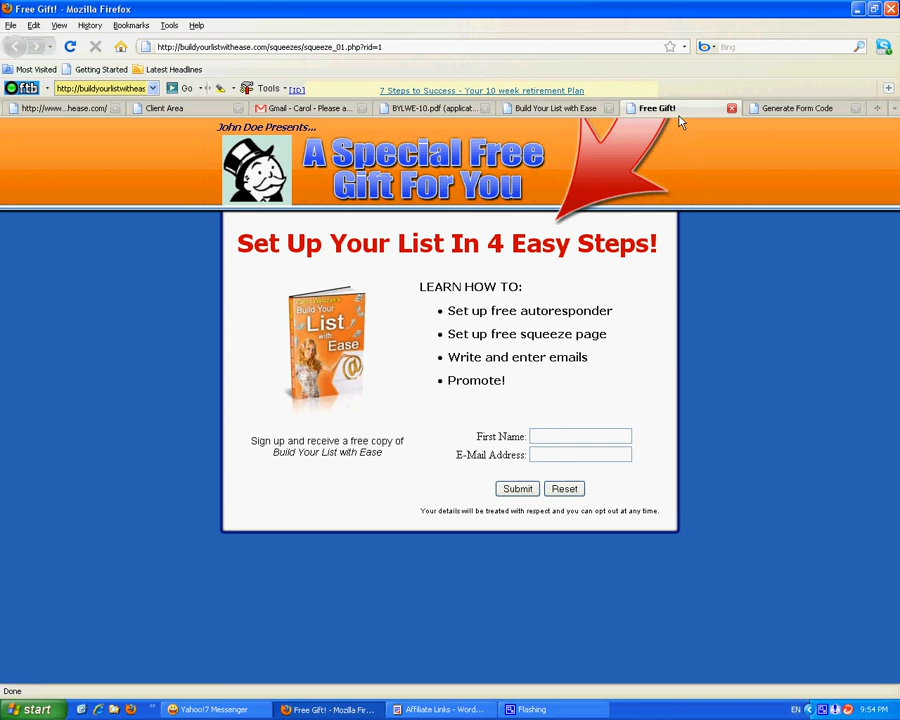 Free Gift! - Mozilla Firefox
File Edit View History Bookmarks Tools Help
http://buildyourlistwithease.com/squeezes/squeeze_01.php?rid=1
Bing
Most Visited Getting Started Latest Headlines
ftb http://buildyourlistwitheas Go Tools [ID] 7 Steps to Success - Your 10 week retirement Plan
http://www....hease.com/ Client Area Gmail - Carol - Please a... BYLWE-10.pdf (applicat... Build Your List with Ease Free Gift! Generate Form Code
John Doe Presents...
A Special Free
Gift For You
Set Up Your List In 4 Easy Steps!
Build Your
List
with
Ease
@
LEARN HOW TO:
• Set up free autoresponder
• Set up free squeeze page
• Write and enter emails
• Promote!
Sign up and receive a free copy of
Build Your List with Ease
First Name:
E-Mail Address:
Submit Reset
Your details will be treated with respect and you can opt out at any time.
Done
start Yahoo!7 Messenger Free Gift! - Mozilla Fir... Affiliate Links - Word... Flashing EN 9:54 PM